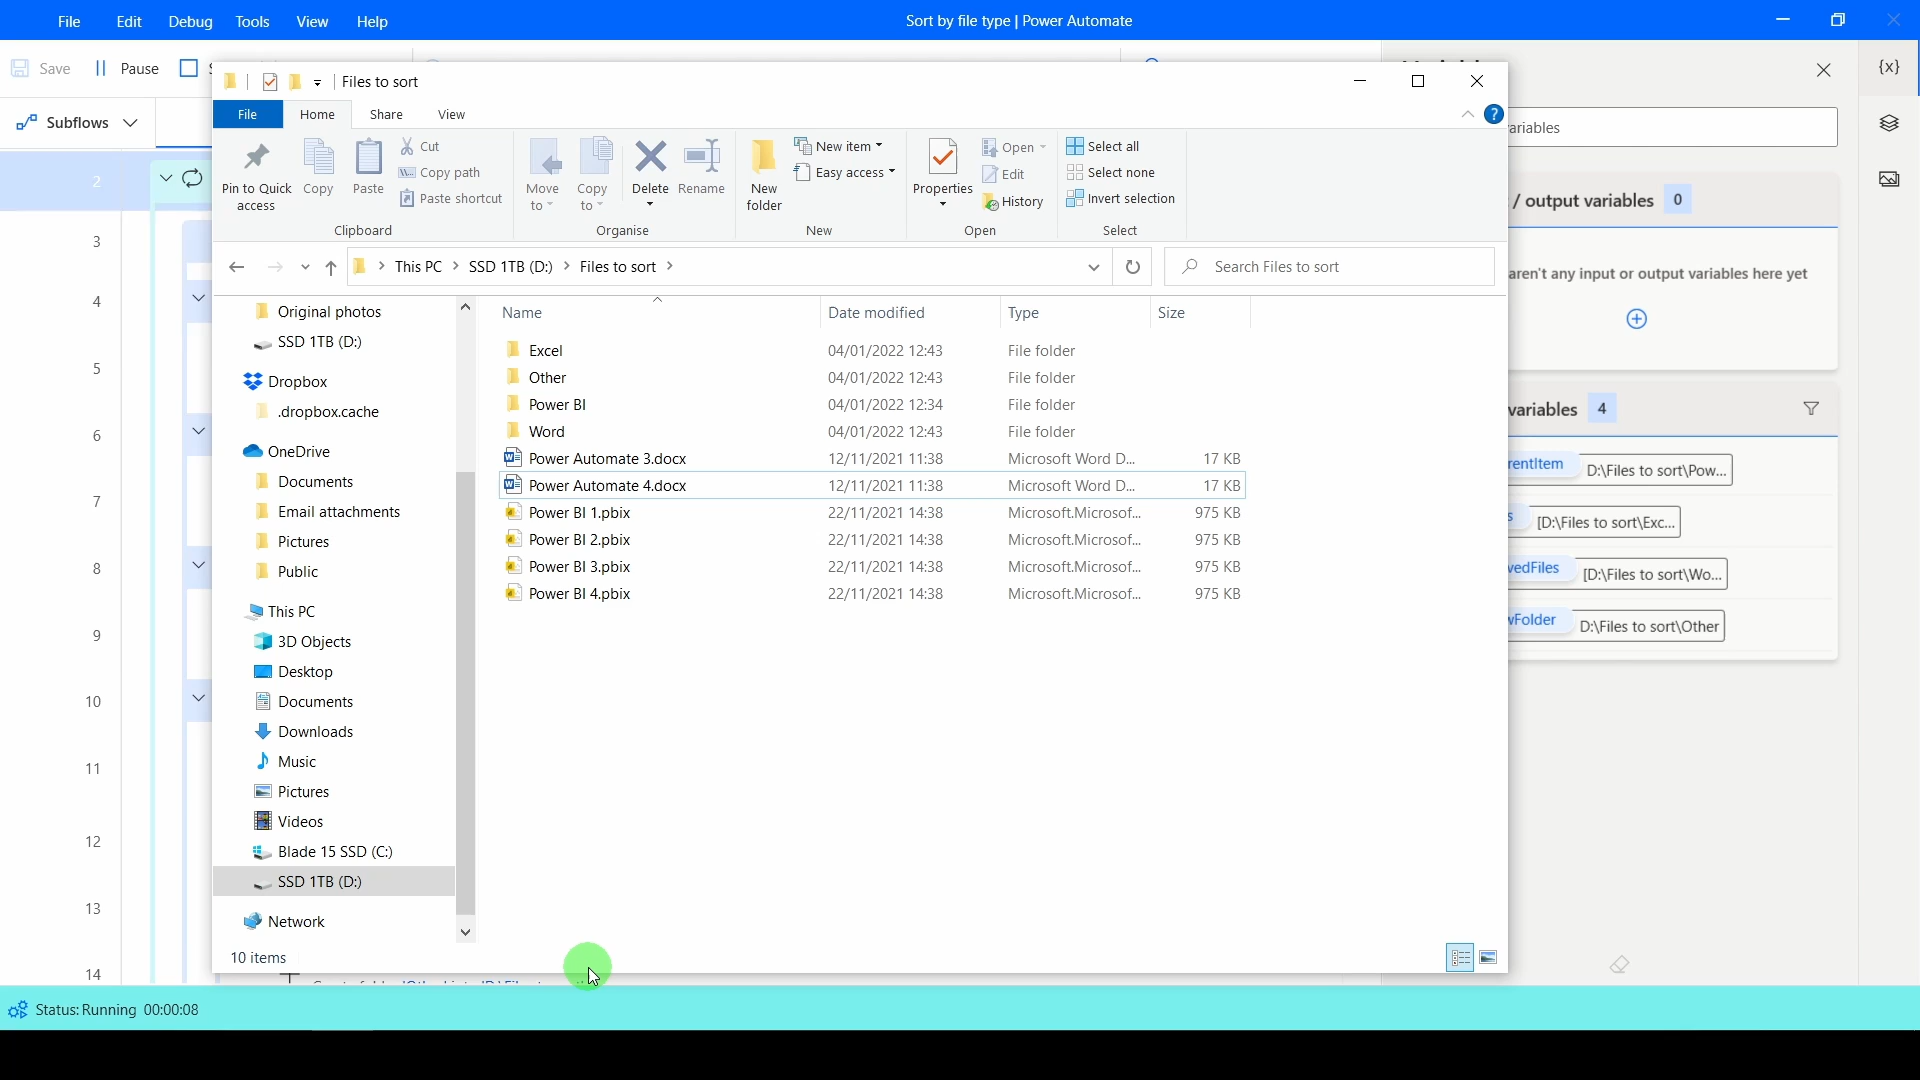 File Edit Debug Tools View Help
Sort by file type | Power Automate
Save Pause
Subflows
2
3
4
5
6
7
8
9
10
11
12
13
14
Files to sort
File Home Share View
Pin to Quick access
Copy
Paste
Cut
Copy path
Paste shortcut
Clipboard
Move to
Copy to
Delete
Rename
Organise
New folder
New item
Easy access
New
Properties
Open
Edit
History
Open
Select all
Select none
Invert selection
Select
This PC > SSD 1TB (D:) > Files to sort >
Search Files to sort
Original photos
SSD 1TB (D:)
Dropbox
.dropbox.cache
OneDrive
Documents
Email attachments
Pictures
Public
This PC
3D Objects
Desktop
Documents
Downloads
Music
Pictures
Videos
Blade 15 SSD (C:)
SSD 1TB (D:)
Network
Name Date modified Type Size
Excel 04/01/2022 12:43 File folder
Other 04/01/2022 12:43 File folder
Power BI 04/01/2022 12:34 File folder
Word 04/01/2022 12:43 File folder
Power Automate 3.docx 12/11/2021 11:38 Microsoft Word D... 17 KB
Power Automate 4.docx 12/11/2021 11:38 Microsoft Word D... 17 KB
Power BI 1.pbix 22/11/2021 14:38 Microsoft.Microsof... 975 KB
Power BI 2.pbix 22/11/2021 14:38 Microsoft.Microsof... 975 KB
Power BI 3.pbix 22/11/2021 14:38 Microsoft.Microsof... 975 KB
Power BI 4.pbix 22/11/2021 14:38 Microsoft.Microsof... 975 KB
10 items
{x}
ariables
/ output variables 0
aren't any input or output variables here yet
variables 4
rentItem D:\Files to sort\Pow...
s [D:\Files to sort\Exc...
vedFiles [D:\Files to sort\Wo...
wFolder D:\Files to sort\Other
Status: Running 00:00:08